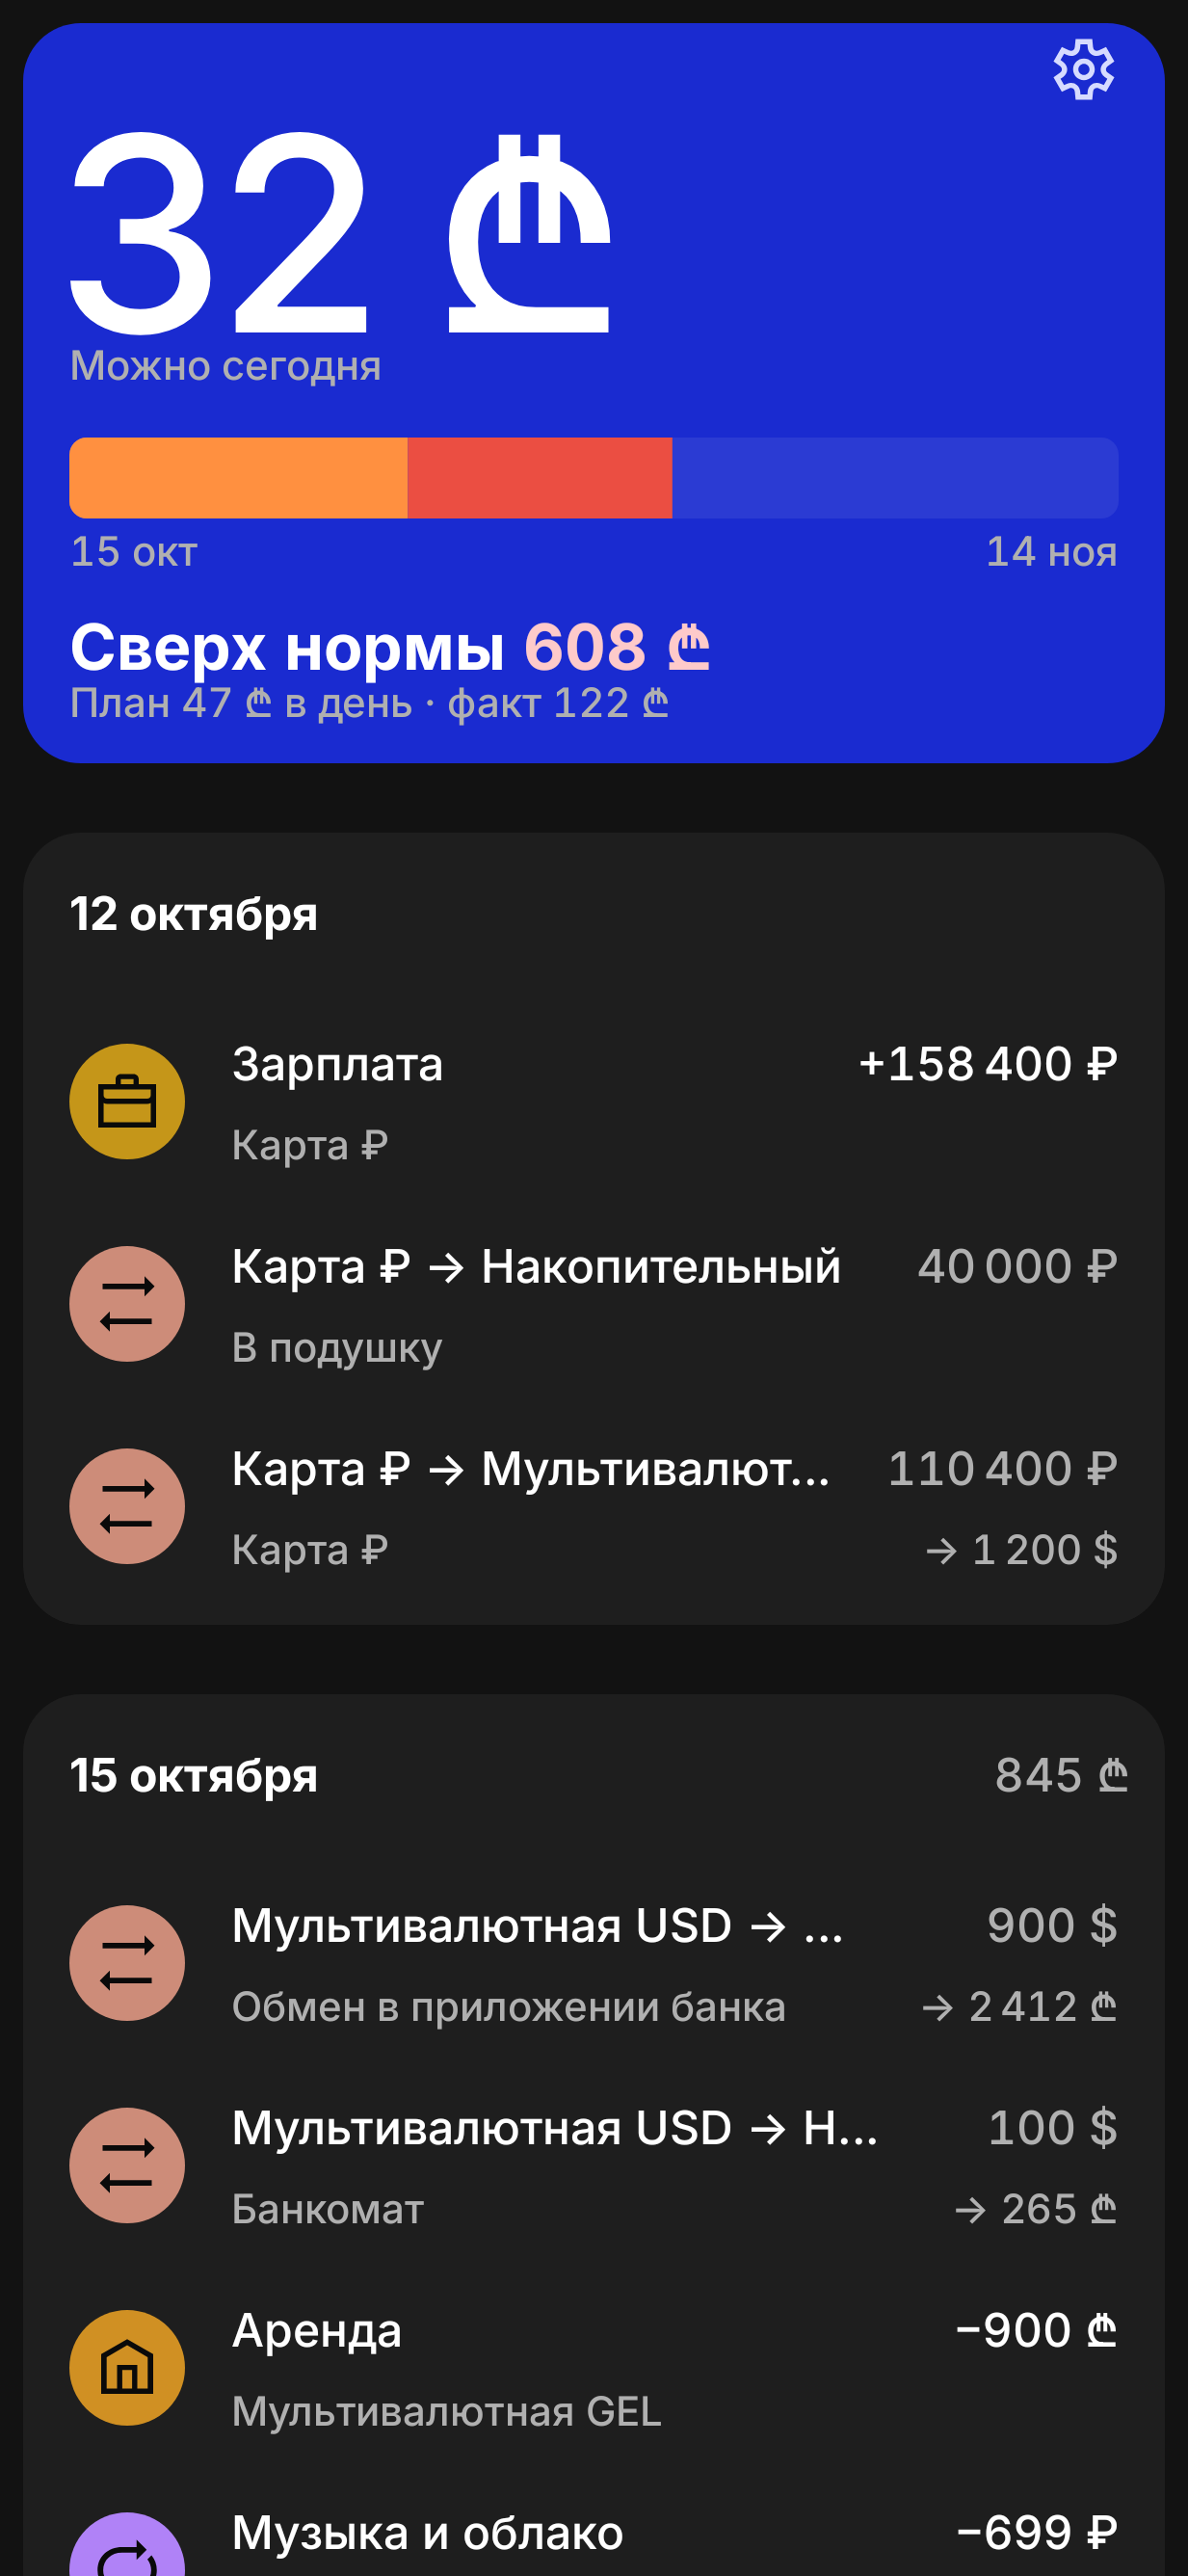 32 ₾
Можно сегодня
15 окт
14 ноя
Сверх нормы 608 ₾
План 47 ₾ в день · факт 122 ₾
12 октября
Зарплата +158 400 ₽
Карта ₽
Карта ₽ → Накопительный 40 000 ₽
В подушку
Карта ₽ → Мультивалют... 110 400 ₽
Карта ₽ → 1 200 $
15 октября 845 ₾
Мультивалютная USD → ... 900 $
Обмен в приложении банка → 2 412 ₾
Мультивалютная USD → Н... 100 $
Банкомат → 265 ₾
Аренда −900 ₾
Мультивалютная GEL
Музыка и облако −699 ₽